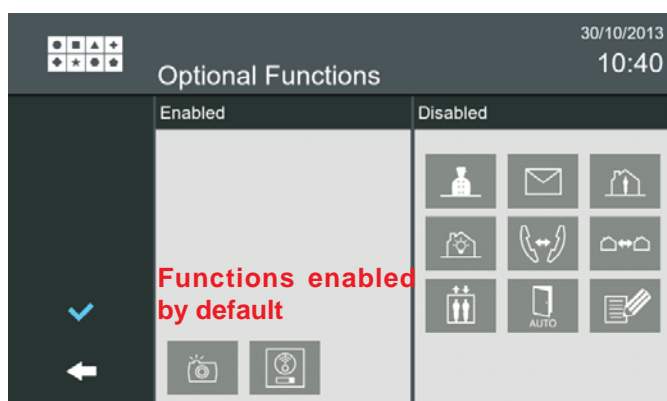 30/10/2013
10:40
Optional Functions
Enabled
Disabled
Functions enabled
by default
AUTO